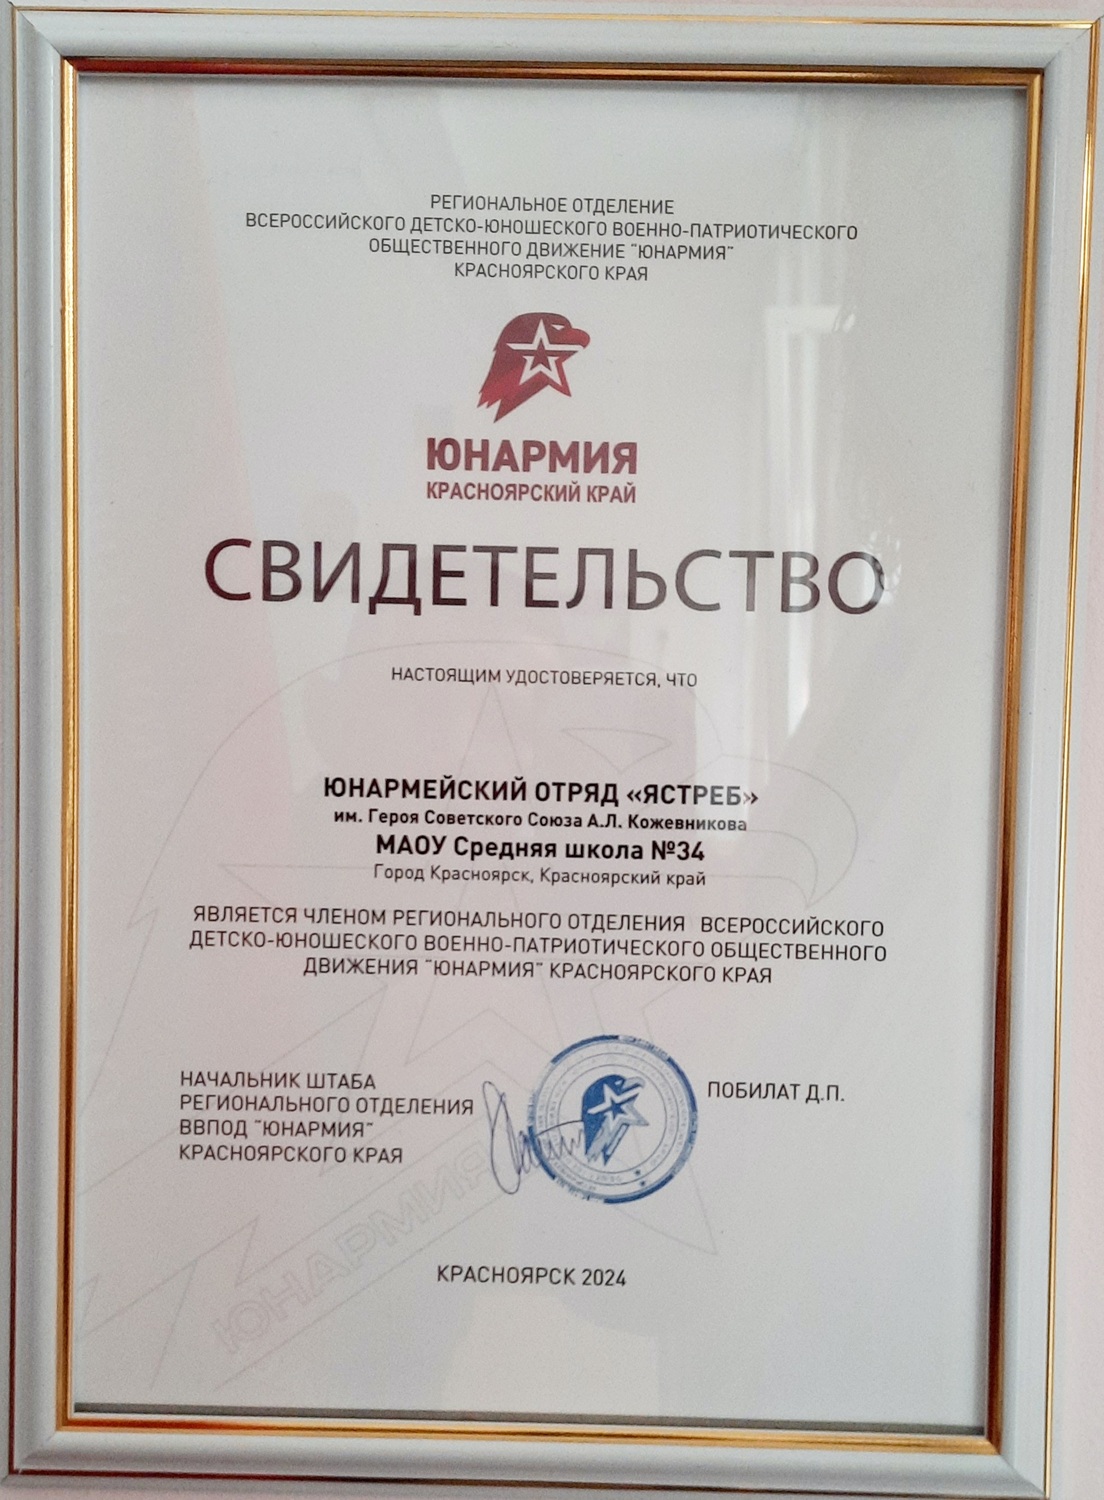 РЕГИОНАЛЬНОЕ ОТДЕЛЕНИЕ
ВСЕРОССИЙСКОГО ДЕТСКО-ЮНОШЕСКОГО ВОЕННО-ПАТРИОТИЧЕСКОГО
ОБЩЕСТВЕННОГО ДВИЖЕНИЕ "ЮНАРМИЯ"
КРАСНОЯРСКОГО КРАЯ
ЮНАРМИЯ
КРАСНОЯРСКИЙ КРАЙ
СВИДЕТЕЛЬСТВО
НАСТОЯЩИМ УДОСТОВЕРЯЕТСЯ, ЧТО
ЮНАРМЕЙСКИЙ ОТРЯД «ЯСТРЕБ»
им. Героя Советского Союза А.Л. Кожевникова
МАОУ Средняя школа №34
Город Красноярск, Красноярский край
ЯВЛЯЕТСЯ ЧЛЕНОМ РЕГИОНАЛЬНОГО ОТДЕЛЕНИЯ ВСЕРОССИЙСКОГО
ДЕТСКО-ЮНОШЕСКОГО ВОЕННО-ПАТРИОТИЧЕСКОГО ОБЩЕСТВЕННОГО
ДВИЖЕНИЯ "ЮНАРМИЯ" КРАСНОЯРСКОГО КРАЯ
НАЧАЛЬНИК ШТАБА
РЕГИОНАЛЬНОГО ОТДЕЛЕНИЯ
ВВПОД "ЮНАРМИЯ"
КРАСНОЯРСКОГО КРАЯ
ПОБИЛАТ Д.П.
ЮНАРМИЯ
КРАСНОЯРСК 2024